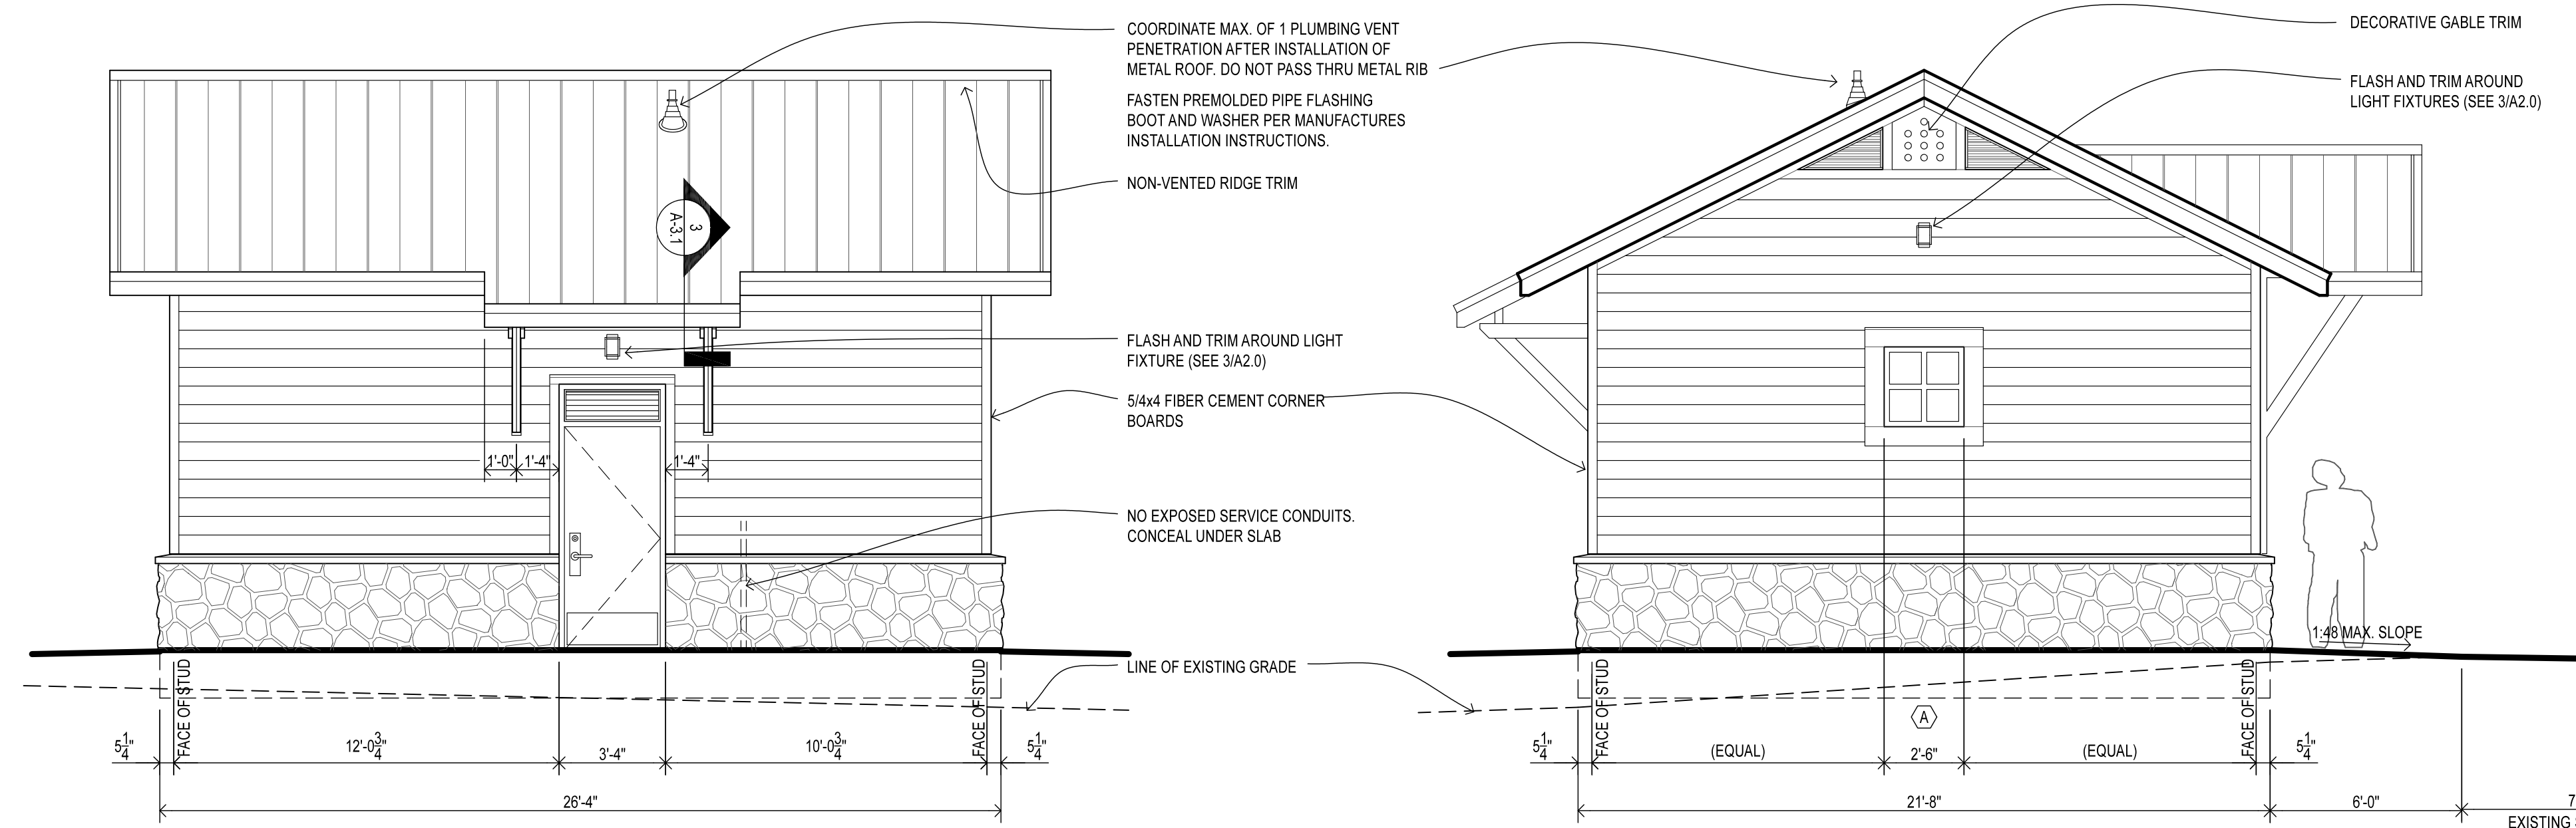 COORDINATE MAX. OF 1 PLUMBING VENT
PENETRATION AFTER INSTALLATION OF
METAL ROOF. DO NOT PASS THRU METAL RIB
FASTEN PREMOLDED PIPE FLASHING
BOOT AND WASHER PER MANUFACTURES
INSTALLATION INSTRUCTIONS.
NON-VENTED RIDGE TRIM
3
A-3.1
FLASH AND TRIM AROUND LIGHT
FIXTURE (SEE 3/A2.0)
5/4x4 FIBER CEMENT CORNER
BOARDS
1'-0"
1'-4"
1'-4"
NO EXPOSED SERVICE CONDUITS.
CONCEAL UNDER SLAB
LINE OF EXISTING GRADE
FACE OF STUD
FACE OF STUD
5 1/4"
12'-0 3/4"
3'-4"
10'-0 3/4"
5 1/4"
26'-4"
DECORATIVE GABLE TRIM
FLASH AND TRIM AROUND
LIGHT FIXTURES (SEE 3/A2.0)
1:48 MAX. SLOPE
FACE OF STUD
FACE OF STUD
A
5 1/4"
(EQUAL)
2'-6"
(EQUAL)
5 1/4"
21'-8"
6'-0"
7
EXISTING